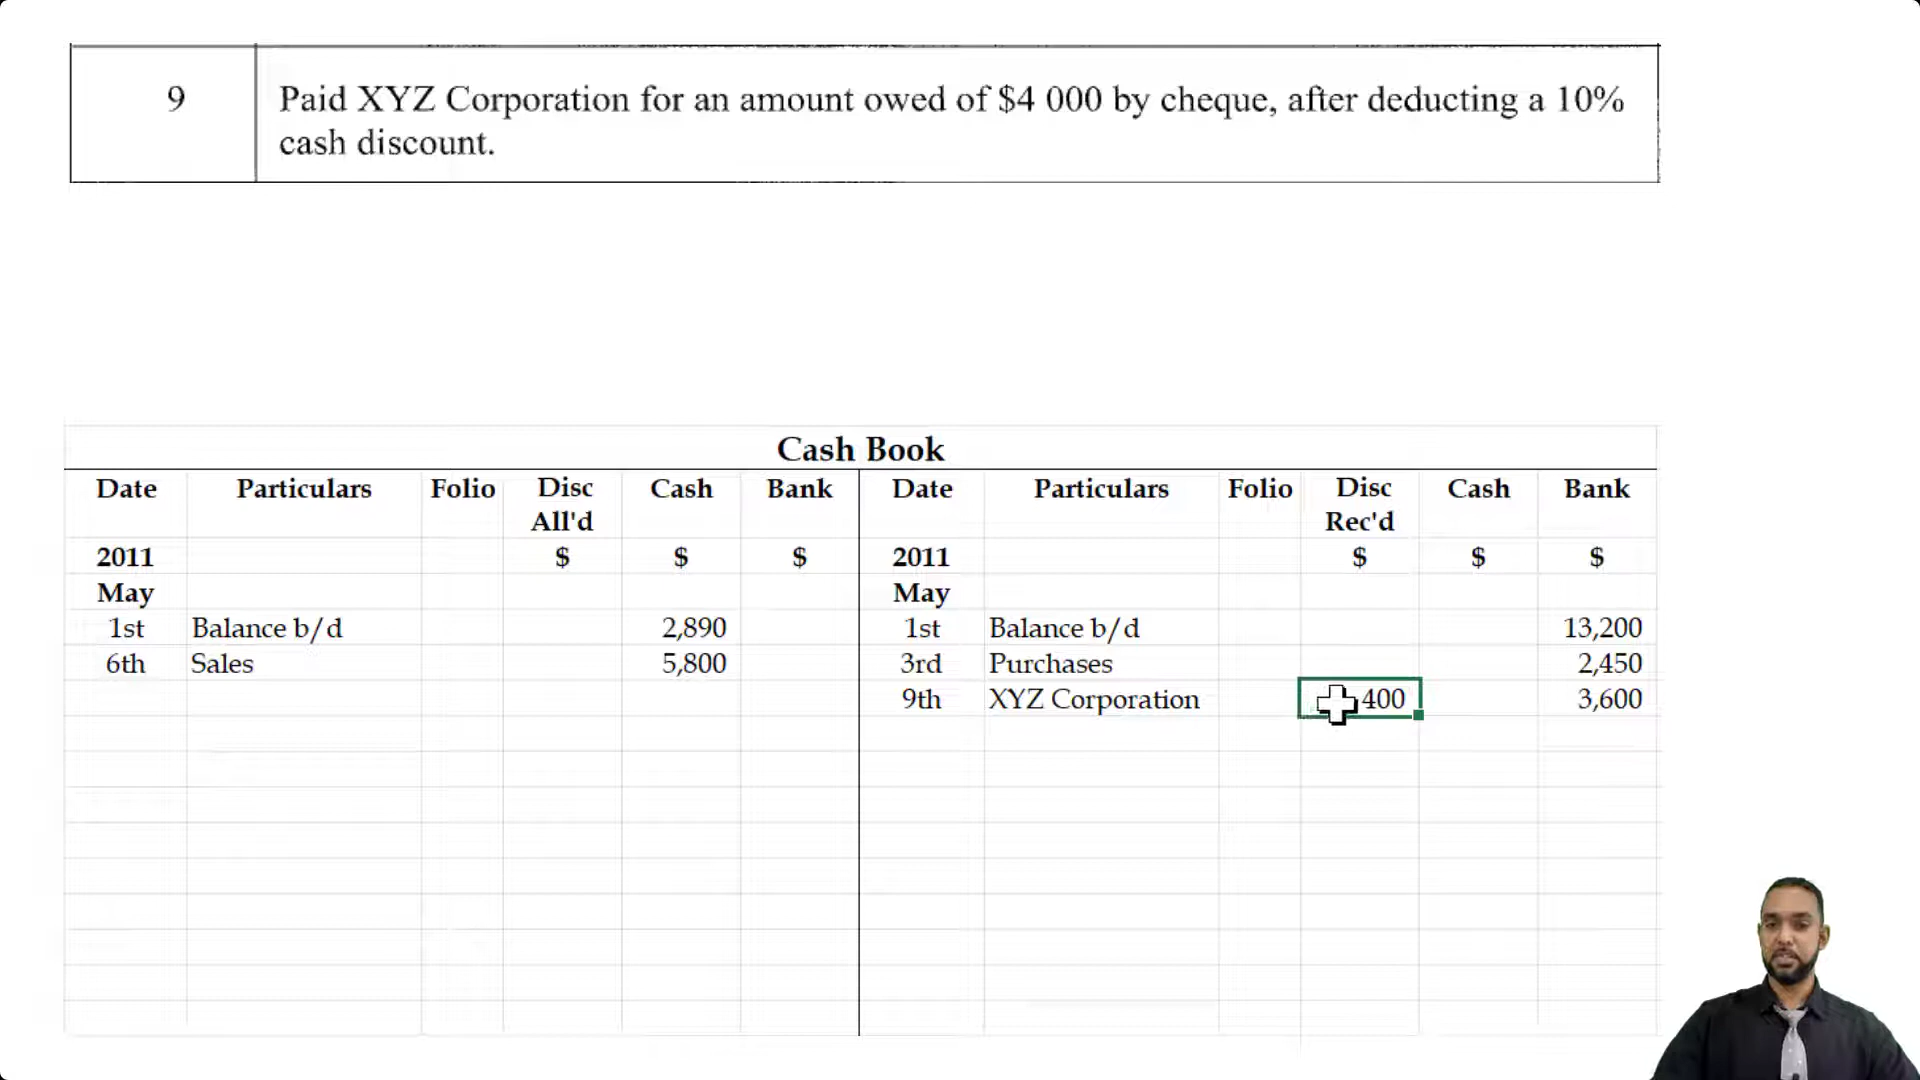 9 Paid XYZ Corporation for an amount owed of $4 000 by cheque, after deducting a 10%
cash discount.
Cash Book
Date Particulars Folio Disc Cash Bank Date Particulars Folio Disc Cash Bank
All'd Rec'd
2011 $ $ $ 2011 $ $ $
May May
1st Balance b/d 2,890 1st Balance b/d 13,200
6th Sales 5,800 3rd Purchases 2,450
9th XYZ Corporation 400 3,600